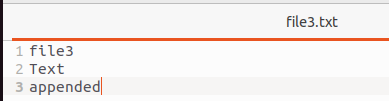 file3.txt
1 file3
2 Text
3 appended